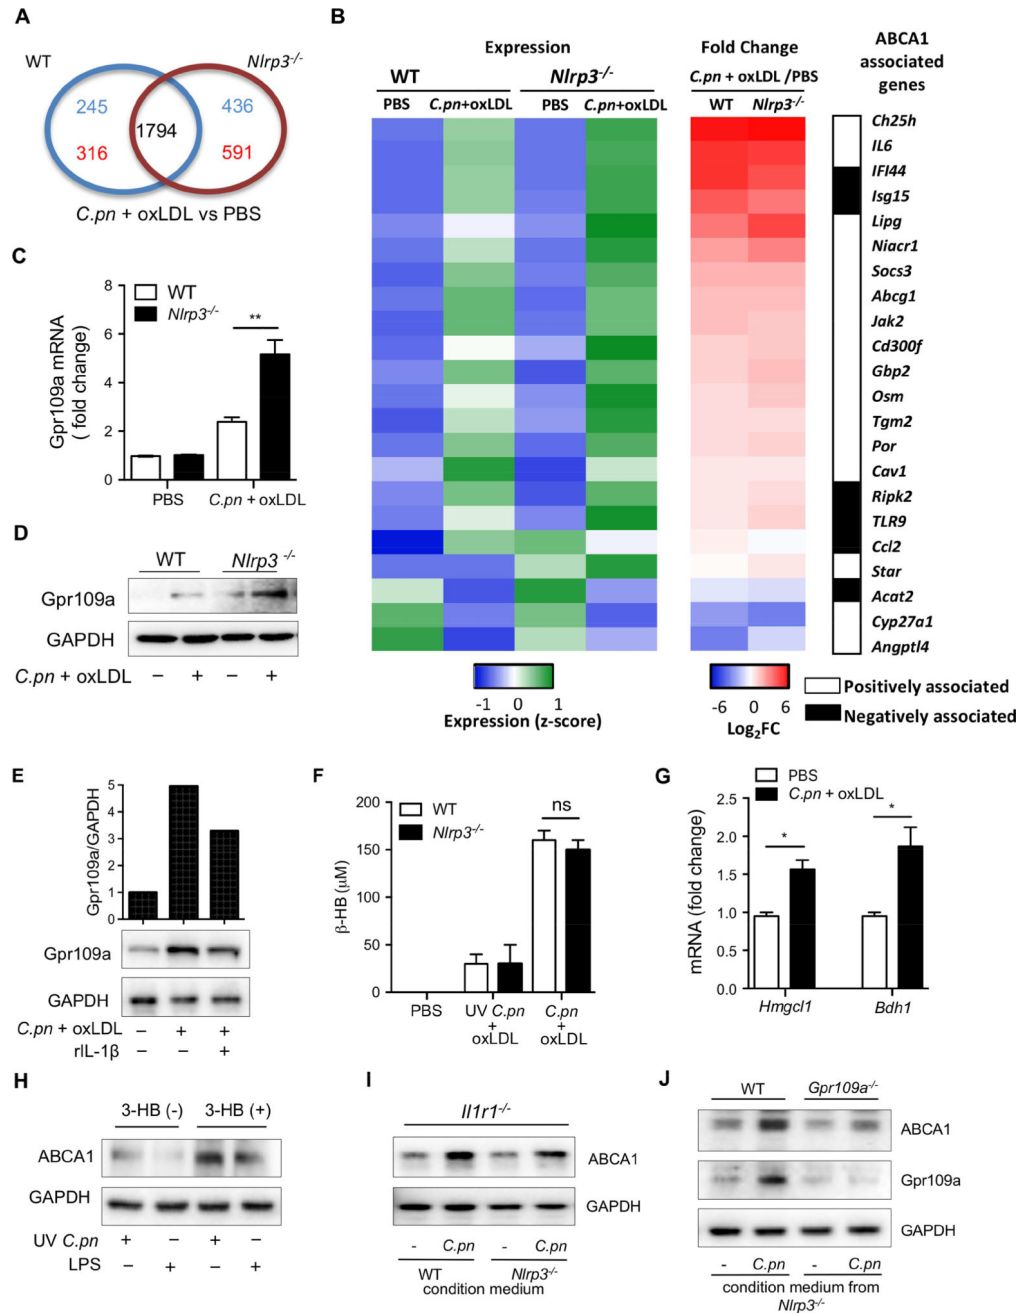 A
WT
Nlrp3-/-
245
436
1794
316
591
C.pn + oxLDL vs PBS
B
Expression
Fold Change
ABCA1
associated
genes
WT
Nlrp3-/-
C.pn + oxLDL /PBS
PBS
C.pn+oxLDL
PBS
C.pn+oxLDL
WT
Nlrp3-/-
Ch25h
IL6
IFI44
Isg15
Lipg
Niacr1
Socs3
Abcg1
Jak2
Cd300f
Gbp2
Osm
Tgm2
Por
Cav1
Ripk2
TLR9
Ccl2
Star
Acat2
Cyp27a1
Angptl4
-1 0 1
Expression (z-score)
-6 0 6
Log2FC
Positively associated
Negatively associated
C
WT
Nlrp3-/-
Gpr109a mRNA
( fold change)
8
6
4
2
0
**
PBS
C.pn + oxLDL
D
WT
Nlrp3 -/-
Gpr109a
GAPDH
C.pn + oxLDL
– + – +
E
Gpr109a/GAPDH
5
4
3
2
1
0
Gpr109a
GAPDH
C.pn + oxLDL
– + +
rIL-1β
– – +
F
WT
Nlrp3-/-
β-HB (μM)
200
150
100
50
0
ns
PBS
UV C.pn
+
oxLDL
C.pn
+
oxLDL
G
PBS
C.pn + oxLDL
mRNA (fold change)
2.5
2.0
1.5
1.0
0.5
0.0
*
*
Hmgcl1
Bdh1
H
3-HB (-)
3-HB (+)
ABCA1
GAPDH
UV C.pn
+ – + –
LPS
– + – +
I
Il1r1-/-
ABCA1
GAPDH
- C.pn - C.pn
WT
Nlrp3-/-
condition medium
J
WT
Gpr109a-/-
ABCA1
Gpr109a
GAPDH
- C.pn - C.pn
condition medium from
Nlrp3-/-